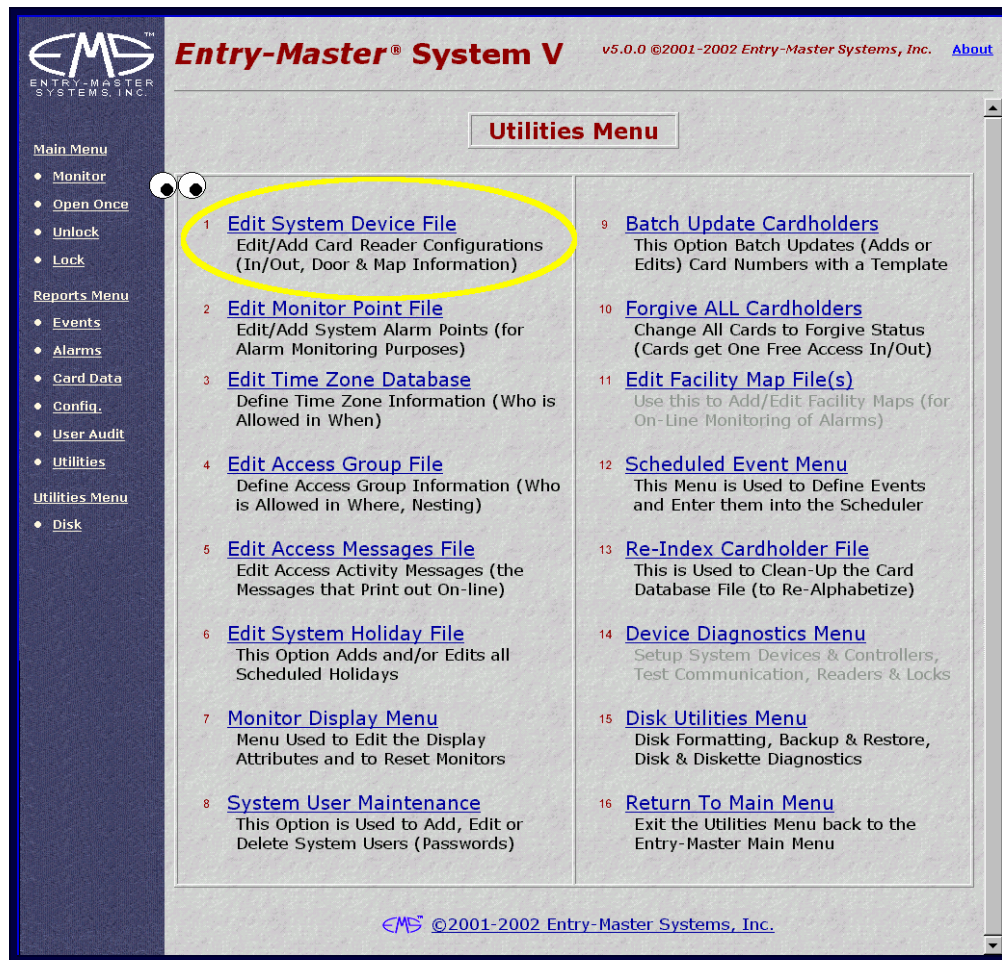 EMS™
ENTRY-MASTER
SYSTEMS, INC.
Entry-Master® System V
v5.0.0 ©2001-2002 Entry-Master Systems, Inc.
About
Main Menu
Monitor
Open Once
Unlock
Lock
Reports Menu
Events
Alarms
Card Data
Config.
User Audit
Utilities
Utilities Menu
Disk
Utilities Menu
1 Edit System Device File
Edit/Add Card Reader Configurations
(In/Out, Door & Map Information)
2 Edit Monitor Point File
Edit/Add System Alarm Points (for
Alarm Monitoring Purposes)
3 Edit Time Zone Database
Define Time Zone Information (Who is
Allowed in When)
4 Edit Access Group File
Define Access Group Information (Who
is Allowed in Where, Nesting)
5 Edit Access Messages File
Edit Access Activity Messages (the
Messages that Print out On-line)
6 Edit System Holiday File
This Option Adds and/or Edits all
Scheduled Holidays
7 Monitor Display Menu
Menu Used to Edit the Display
Attributes and to Reset Monitors
8 System User Maintenance
This Option is Used to Add, Edit or
Delete System Users (Passwords)
9 Batch Update Cardholders
This Option Batch Updates (Adds or
Edits) Card Numbers with a Template
10 Forgive ALL Cardholders
Change All Cards to Forgive Status
(Cards get One Free Access In/Out)
11 Edit Facility Map File(s)
Use this to Add/Edit Facility Maps (for
On-Line Monitoring of Alarms)
12 Scheduled Event Menu
This Menu is Used to Define Events
and Enter them into the Scheduler
13 Re-Index Cardholder File
This is Used to Clean-Up the Card
Database File (to Re-Alphabetize)
14 Device Diagnostics Menu
Setup System Devices & Controllers,
Test Communication, Readers & Locks
15 Disk Utilities Menu
Disk Formatting, Backup & Restore,
Disk & Diskette Diagnostics
16 Return To Main Menu
Exit the Utilities Menu back to the
Entry-Master Main Menu
EMS™ ©2001-2002 Entry-Master Systems, Inc.